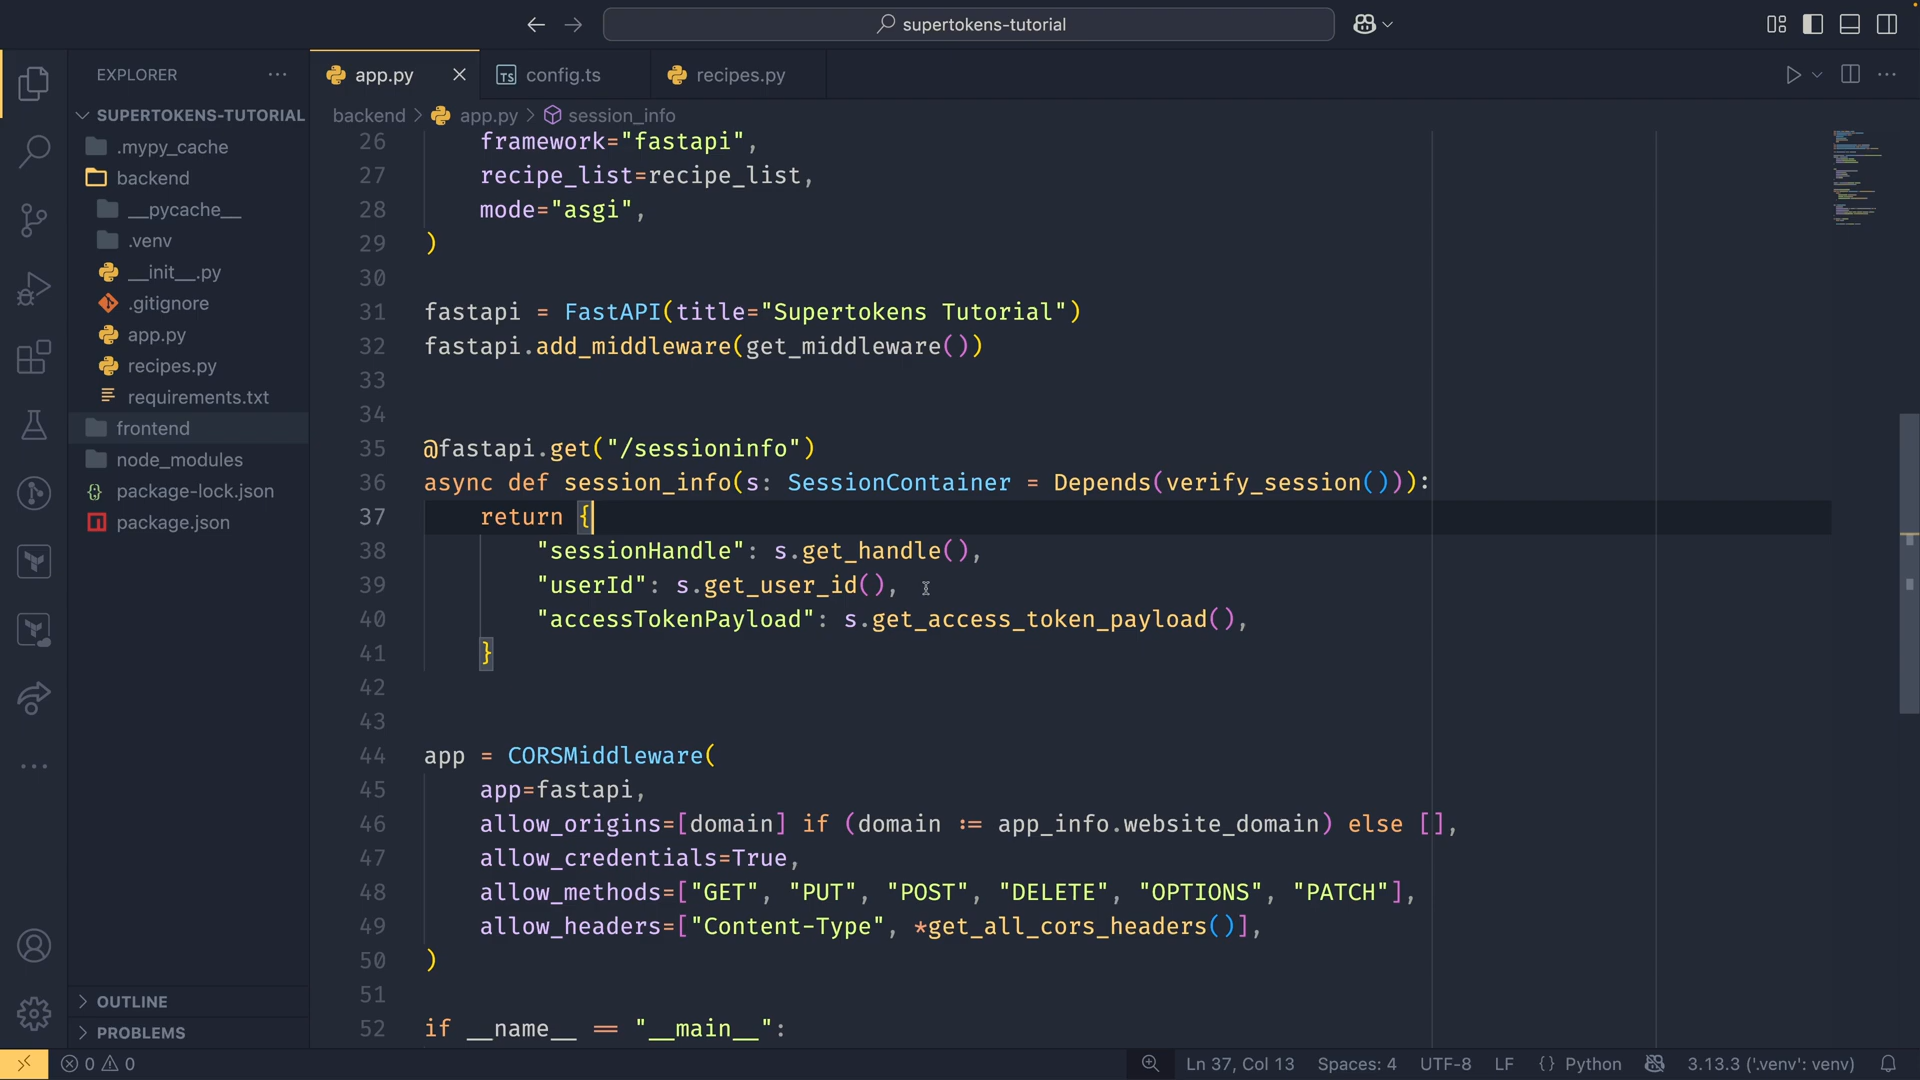 supertokens-tutorial
EXPLORER
app.py
config.ts
recipes.py
SUPERTOKENS-TUTORIAL
.mypy_cache
backend
__pycache__
.venv
__init__.py
.gitignore
app.py
recipes.py
requirements.txt
frontend
node_modules
package-lock.json
package.json
OUTLINE
PROBLEMS
backend > app.py > session_info
26 framework="fastapi",
27 recipe_list=recipe_list,
28 mode="asgi",
29 )
30
31 fastapi = FastAPI(title="Supertokens Tutorial")
32 fastapi.add_middleware(get_middleware())
33
34
35 @fastapi.get("/sessioninfo")
36 async def session_info(s: SessionContainer = Depends(verify_session())):
37 return {
38 "sessionHandle": s.get_handle(),
39 "userId": s.get_user_id(),
40 "accessTokenPayload": s.get_access_token_payload(),
41 }
42
43
44 app = CORSMiddleware(
45 app=fastapi,
46 allow_origins=[domain] if (domain := app_info.website_domain) else [],
47 allow_credentials=True,
48 allow_methods=["GET", "PUT", "POST", "DELETE", "OPTIONS", "PATCH"],
49 allow_headers=["Content-Type", *get_all_cors_headers()],
50 )
51
52 if __name__ == "__main__":
0 0 Ln 37, Col 13 Spaces: 4 UTF-8 LF {} Python 3.13.3 ('.venv': venv)